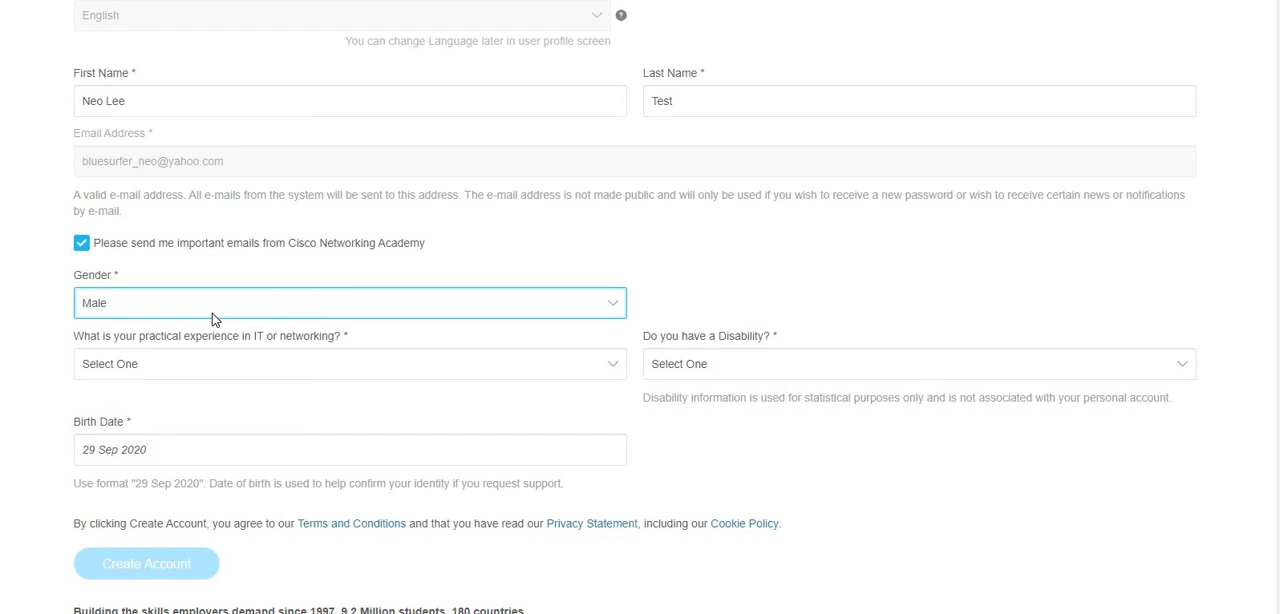 English
You can change Language later in user profile screen
First Name * Last Name *
Neo Lee Test
Email Address *
bluesurfer_neo@yahoo.com
A valid e-mail address. All e-mails from the system will be sent to this address. The e-mail address is not made public and will only be used if you wish to receive a new password or wish to receive certain news or notifications
by e-mail.
Please send me important emails from Cisco Networking Academy
Gender *
Male
What is your practical experience in IT or networking? * Do you have a Disability? *
Select One Select One
Disability information is used for statistical purposes only and is not associated with your personal account.
Birth Date *
29 Sep 2020
Use format "29 Sep 2020". Date of birth is used to help confirm your identity if you request support.
By clicking Create Account, you agree to our Terms and Conditions and that you have read our Privacy Statement, including our Cookie Policy.
Create Account
Building the skills employers demand since 1997. 9.2 Million students. 180 countries.